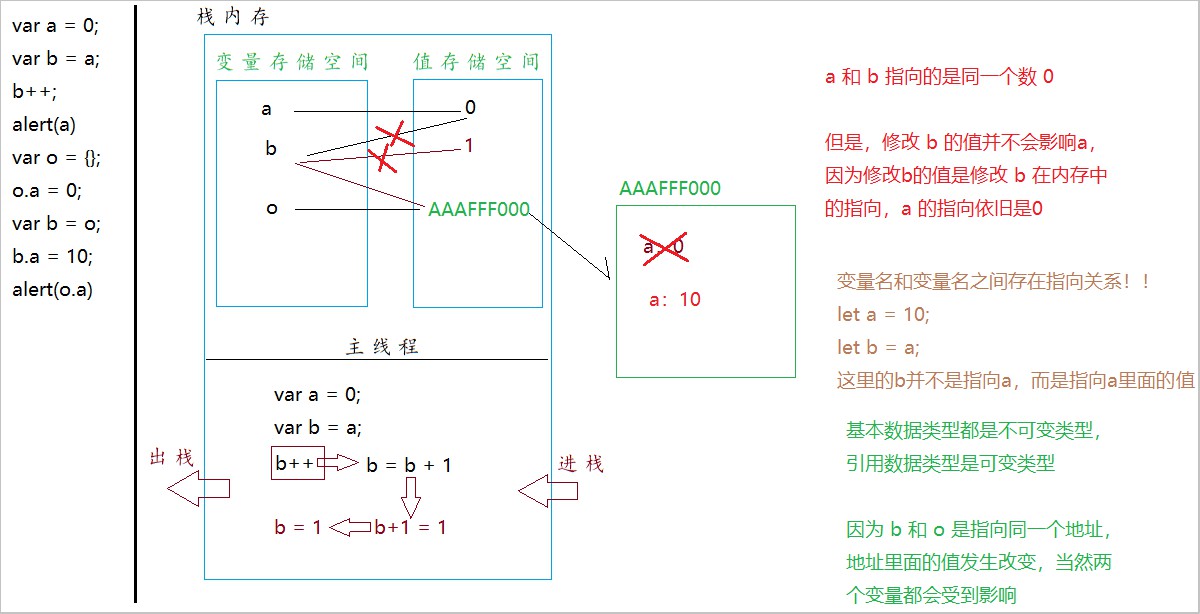 var a = 0;
var b = a;
b++;
alert(a)
var o = {};
o.a = 0;
var b = o;
b.a = 10;
alert(o.a)
栈内存
变量存储空间
值存储空间
a
0
b
1
o
AAAFFF000
主线程
var a = 0;
var b = a;
b++
b = b + 1
b = 1
b+1 = 1
出栈
进栈
AAAFFF000
a: 0
a：10
a 和 b 指向的是同一个数 0
但是，修改 b 的值并不会影响a，
因为修改b的值是修改 b 在内存中
的指向，a 的指向依旧是0
变量名和变量名之间存在指向关系！！
let a = 10;
let b = a;
这里的b并不是指向a，而是指向a里面的值
基本数据类型都是不可变类型，
引用数据类型是可变类型
因为 b 和 o 是指向同一个地址，
地址里面的值发生改变，当然两
个变量都会受到影响